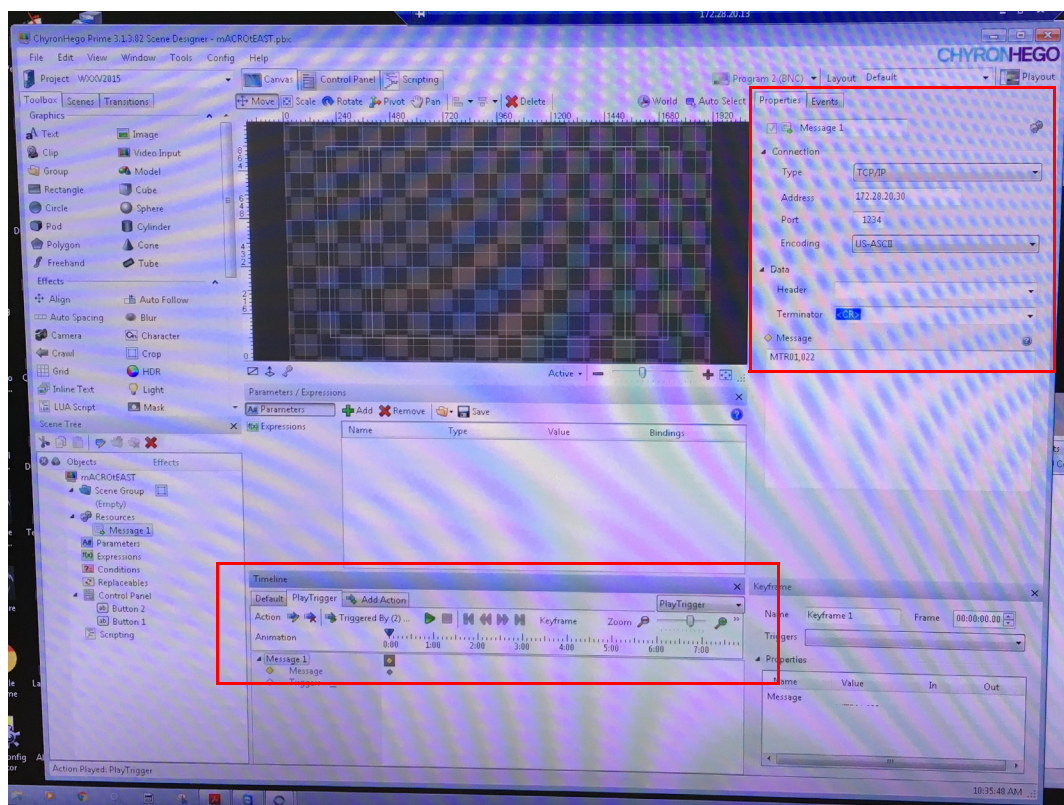 172.28.20.13
ChyronHego Prime 3.1.3.82 Scene Designer - mACROtEAST.pbx
File Edit View Window Tools Config Help
CHYRONHEGO
Project WXXV2015
Canvas Control Panel Scripting
Program 2 (BNC) Layout Default Playout
Toolbox Scenes Transitions
Move Scale Rotate Pivot Pan Delete World Auto Select
Properties Events
Graphics
0 240 480 720 960 1200 1440 1680 1920
Text Image
Message 1
Clip Video Input
Connection
Group Model
Type TCP/IP
Rectangle Cube
Address 172.28.20.30
Circle Sphere
Port 1234
Pod Cylinder
Encoding US-ASCII
Polygon Cone
Freehand Tube
Data
Effects
Header
Align Auto Follow
Terminator <CR>
Auto Spacing Blur
Message
Camera Character
MTR01,022
Crawl Crop
Grid HDR
Active
Inline Text Light
Parameters / Expressions
LUA Script Mask
Parameters Add Remove Save
Scene Tree
Expressions
Name Type Value Bindings
Objects Effects
mACROtEAST
Scene Group
(Empty)
Resources
Message 1
Parameters
Expressions
Conditions
Replaceables
Control Panel
Button 2
Button 1
Scripting
Timeline
Default PlayTrigger Add Action
PlayTrigger
Action Triggered By (2) ... Keyframe Zoom
Animation
0:00 1:00 2:00 3:00 4:00 5:00 6:00 7:00
Message 1
Message
Keyframe
Name Keyframe 1 Frame 00:00:00.00
Triggers
Properties
Name Value In Out
Message
Action Played: PlayTrigger
10:35:48 AM